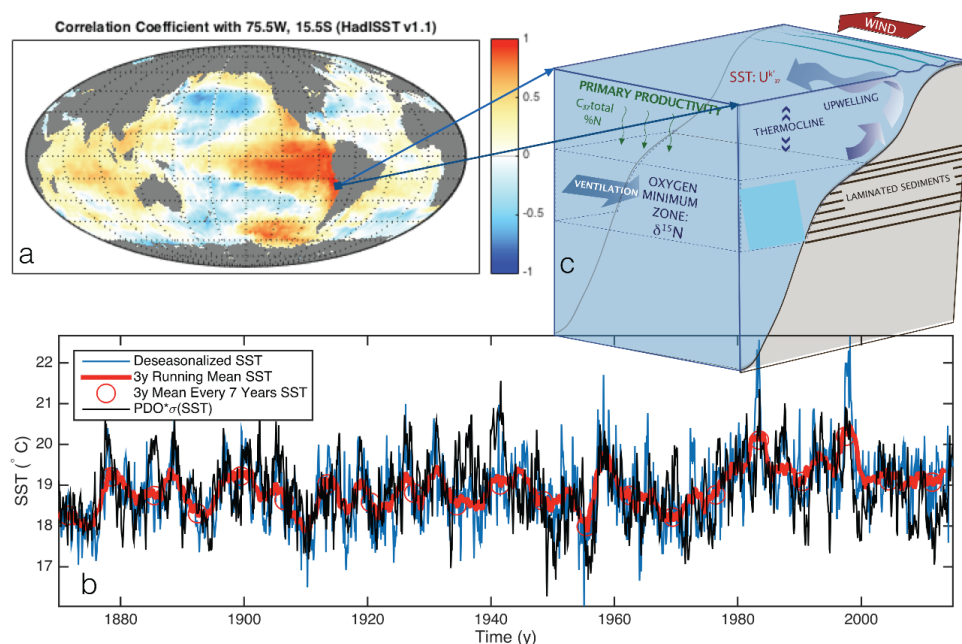 Correlation Coefficient with 75.5W, 15.5S (HadISST v1.1)
1
0.5
0
-0.5
-1
a
WIND
SST: Uᵏ'₃₇
PRIMARY PRODUCTIVITY
C₃₇total
%N
UPWELLING
THERMOCLINE
VENTILATION
OXYGEN
MINIMUM
ZONE:
δ¹⁵N
LAMINATED SEDIMENTS
c
Deseasonalized SST
3y Running Mean SST
3y Mean Every 7 Years SST
PDO*σ(SST)
SST (°C)
22
21
20
19
18
17
b
1880
1900
1920
1940
1960
1980
2000
Time (y)